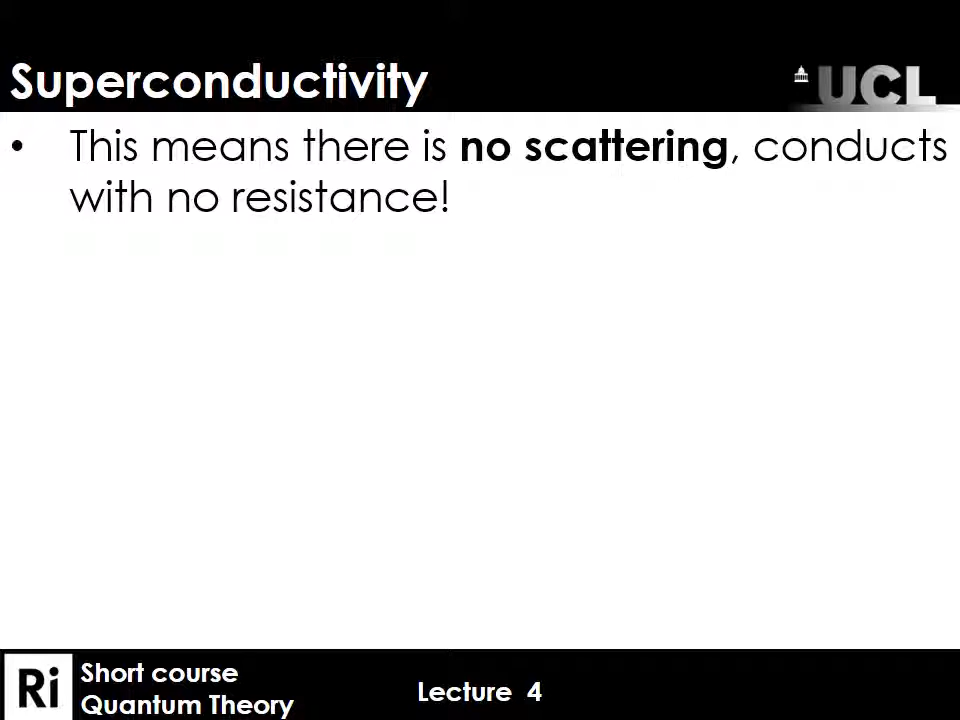 Superconductivity
UCL
• This means there is no scattering, conducts
with no resistance!
Ri
Short course
Quantum Theory
Lecture 4